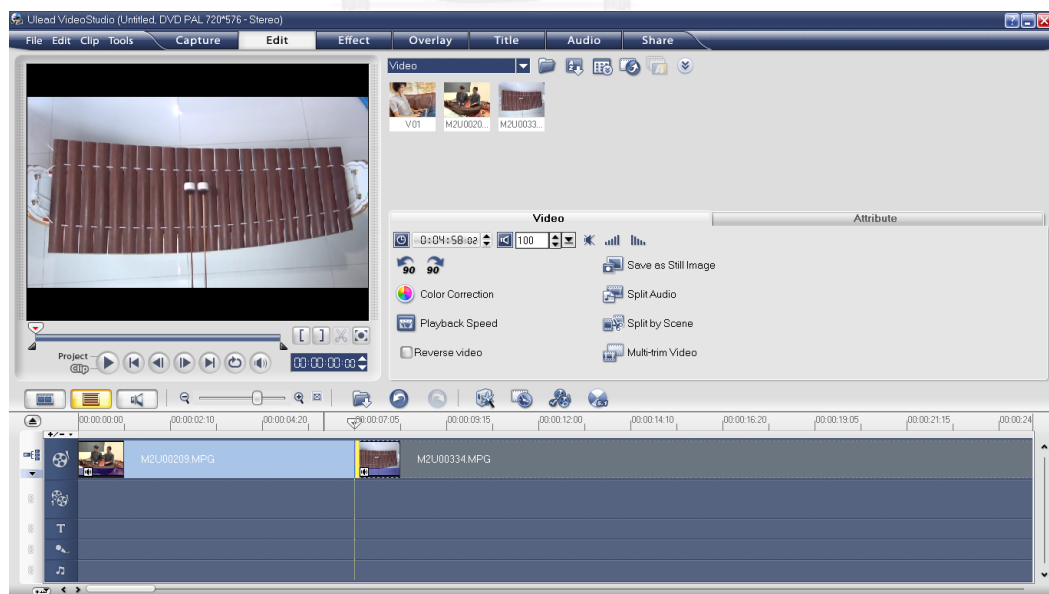 Ulead VideoStudio (Untitled, DVD PAL 720*576 - Stereo)
File Edit Clip Tools Capture Edit Effect Overlay Title Audio Share
Video
V01 M2U0020... M2U0033...
Video Attribute
0:04:58:02 100
90 90 Save as Still Image
Color Correction Split Audio
Playback Speed Split by Scene
Reverse video Multi-trim Video
Project
Clip
00:00:00:00
00:00:00:00 00:00:02:10 00:00:04:20 00:00:07:05 00:00:09:15 00:00:12:00 00:00:14:10 00:00:16:20 00:00:19:05 00:00:21:15 00:00:24
+/-
M2U00209.MPG M2U00334.MPG
T